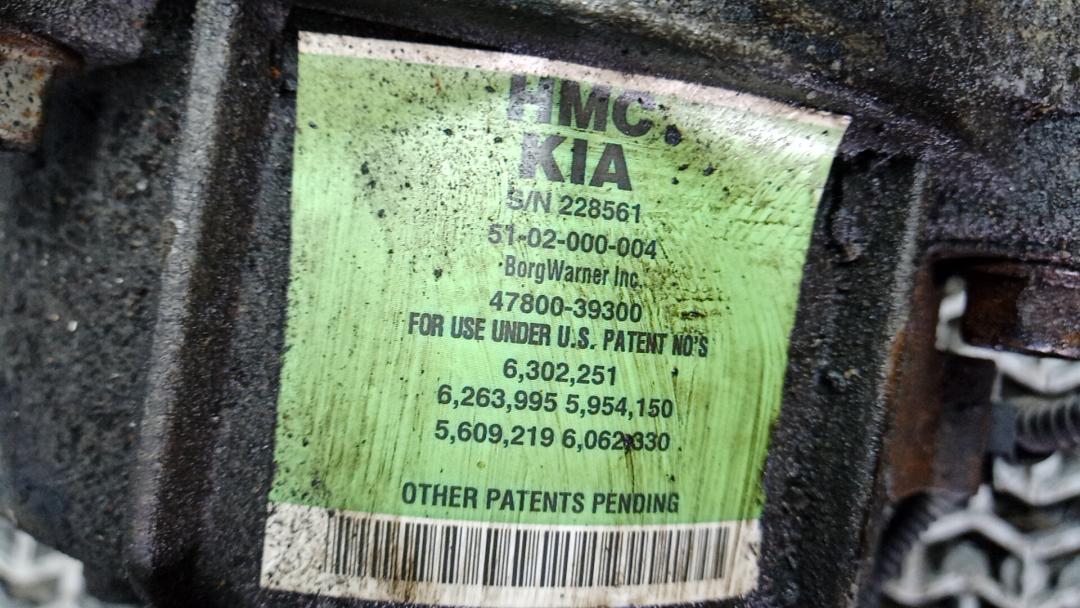 HMC
KIA
S/N 228561
51-02-000-004
BorgWarner Inc.
47800-39300
FOR USE UNDER U.S. PATENT NO'S
6,302,251
6,263,995 5,954,150
5,609,219 6,062,330
OTHER PATENTS PENDING